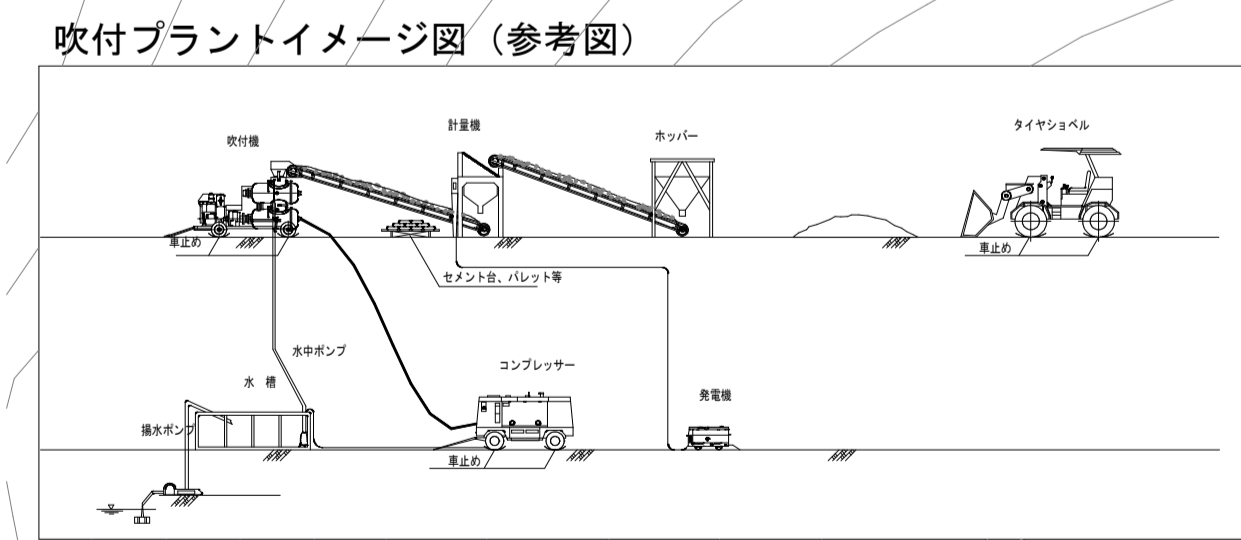 吹付プラントイメージ図（参考図）
吹付機
計量機
ホッパー
タイヤショベル
車止め
セメント台、パレット等
車止め
水中ポンプ
水 槽
揚水ポンプ
コンプレッサー
発電機
車止め